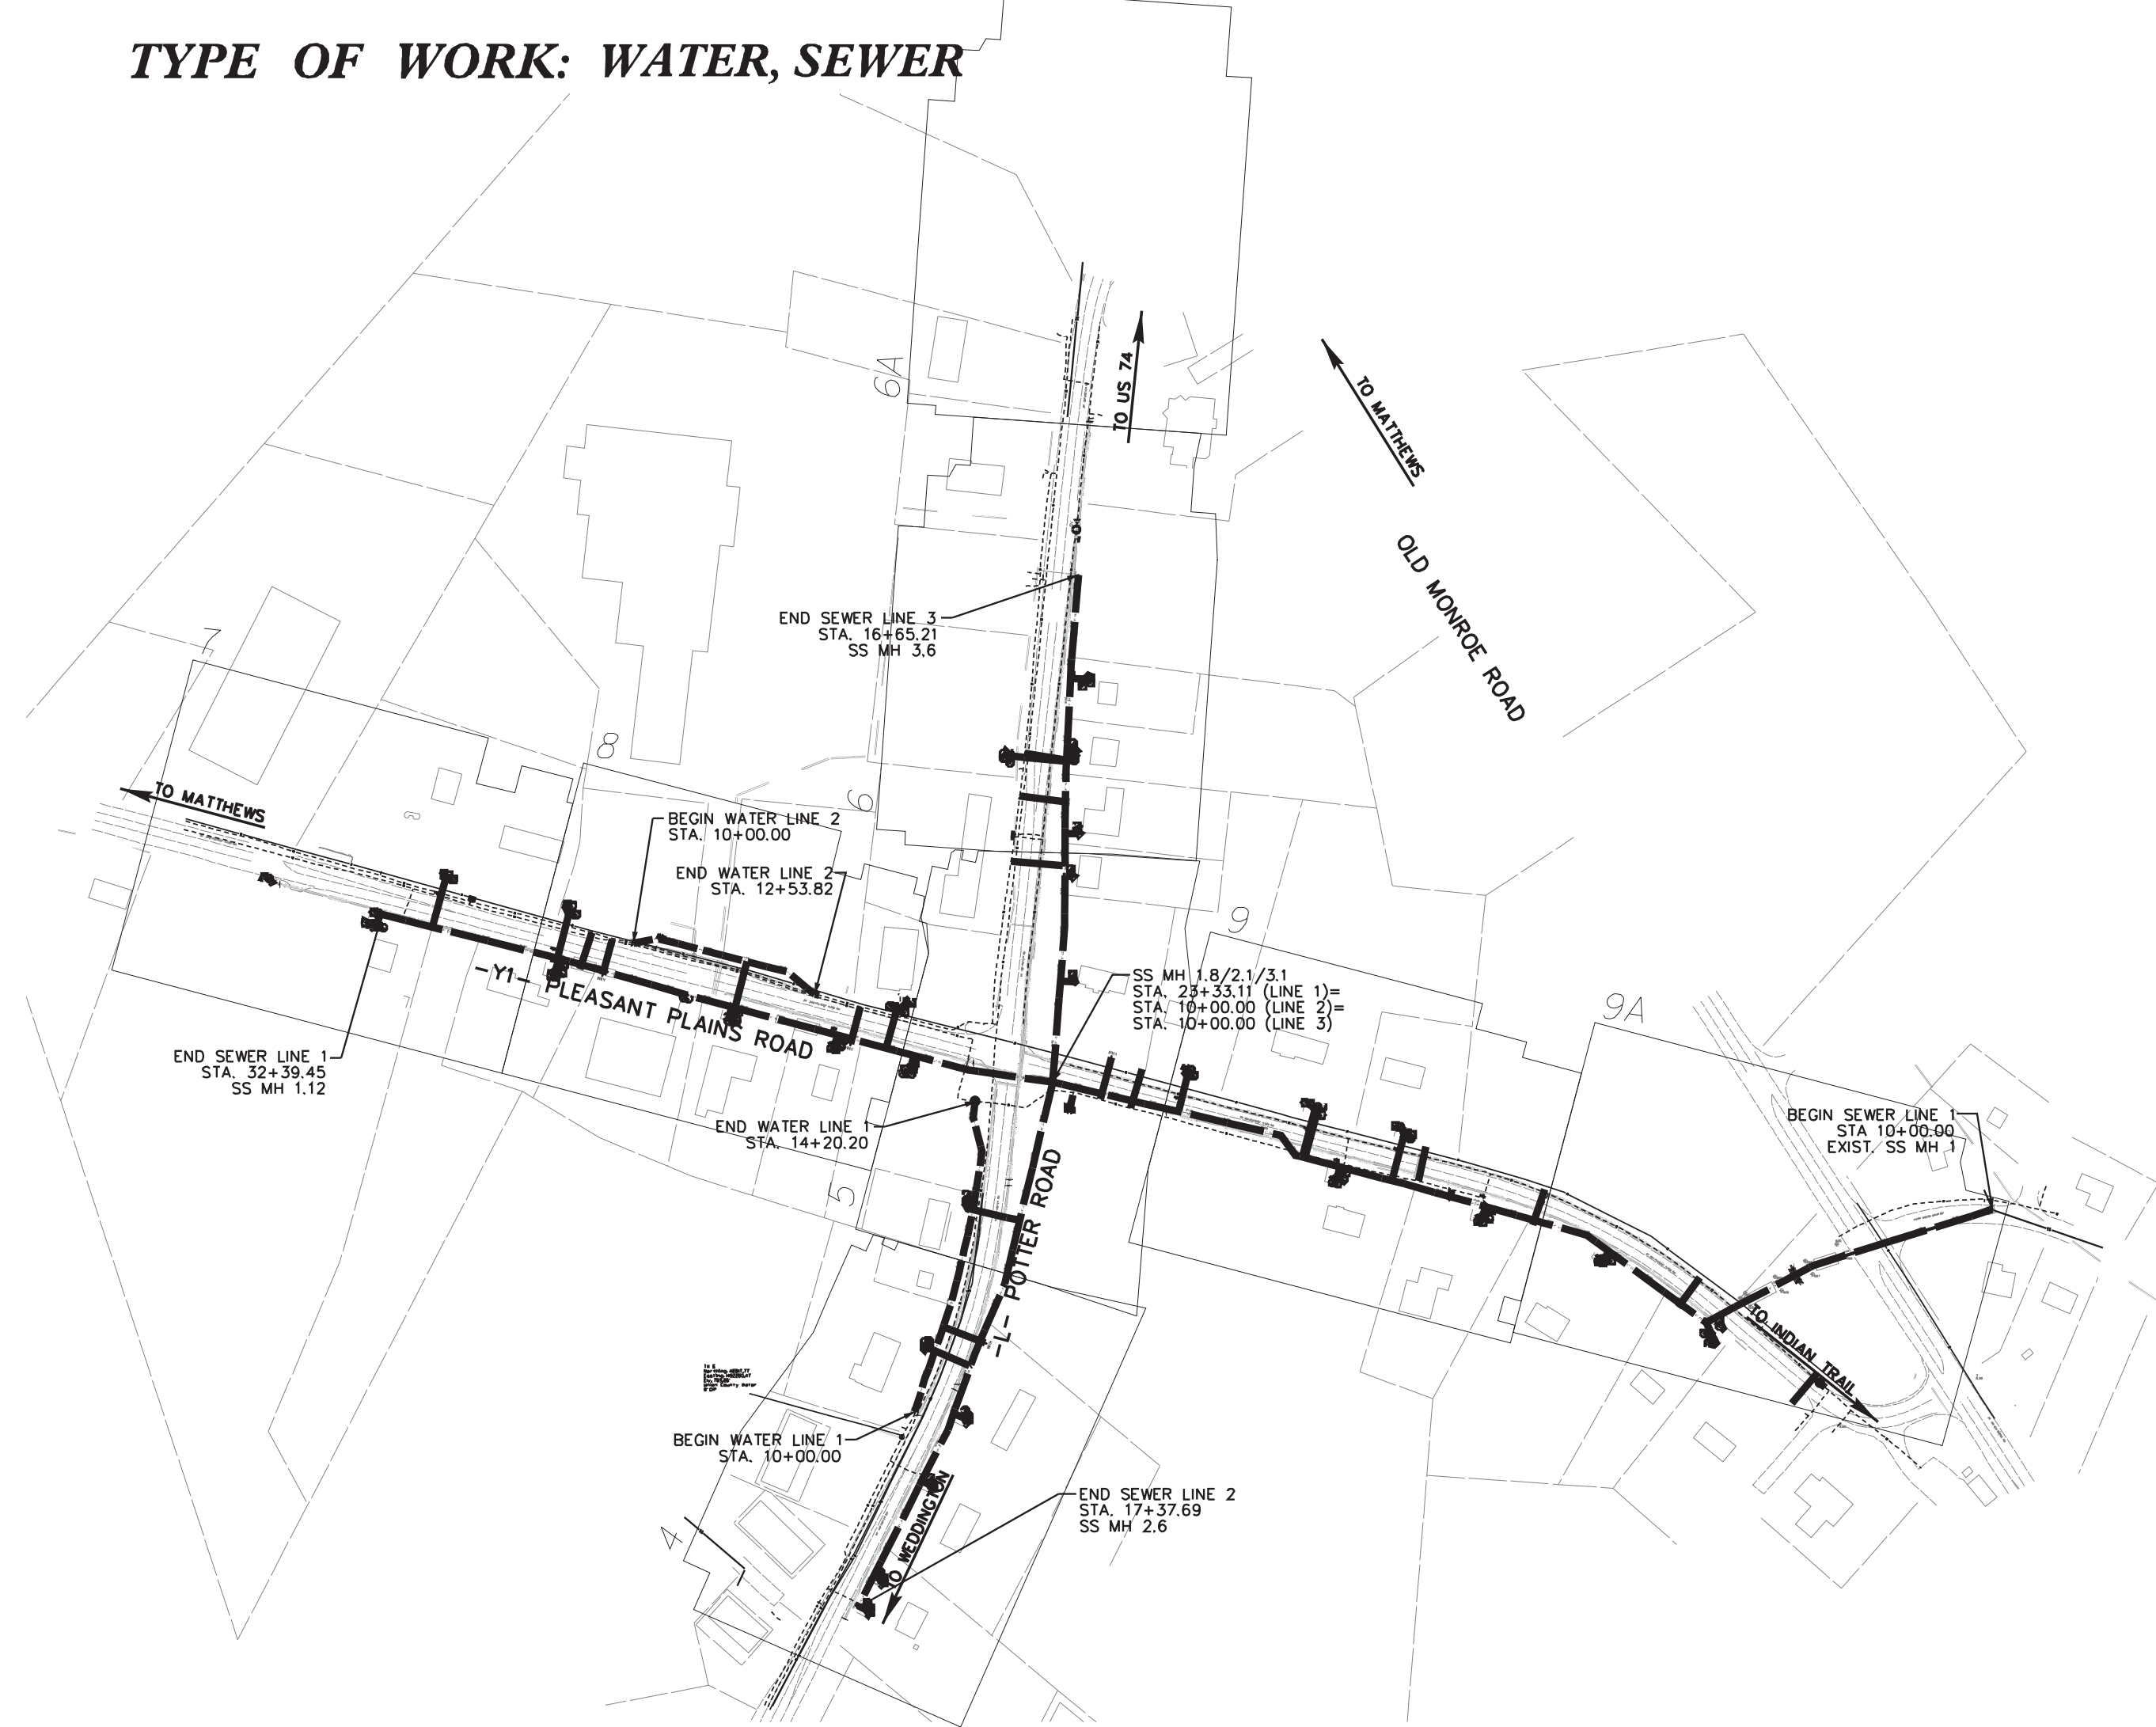 TYPE OF WORK: WATER, SEWER
6A
TO US 74
TO MATTHEWS
OLD MONROE ROAD
END SEWER LINE 3
STA. 16+65.21
SS MH 3.6
7
8
6
TO MATTHEWS
BEGIN WATER LINE 2
STA. 10+00.00
END WATER LINE 2
STA. 12+53.82
9
-Y1- PLEASANT PLAINS ROAD
SS MH 1.8/2.1/3.1
STA. 23+33.11 (LINE 1)=
STA. 10+00.00 (LINE 2)=
STA. 10+00.00 (LINE 3)
9A
END SEWER LINE 1
STA. 32+39.45
SS MH 1.12
END WATER LINE 1
STA. 14+20.20
BEGIN SEWER LINE 1
STA 10+00.00
EXIST. SS MH 1
5
-L- POTTER ROAD
TO INDIAN TRAIL
BEGIN WATER LINE 1
STA. 10+00.00
END SEWER LINE 2
STA. 17+37.69
SS MH 2.6
4
TO WEDDINGTON